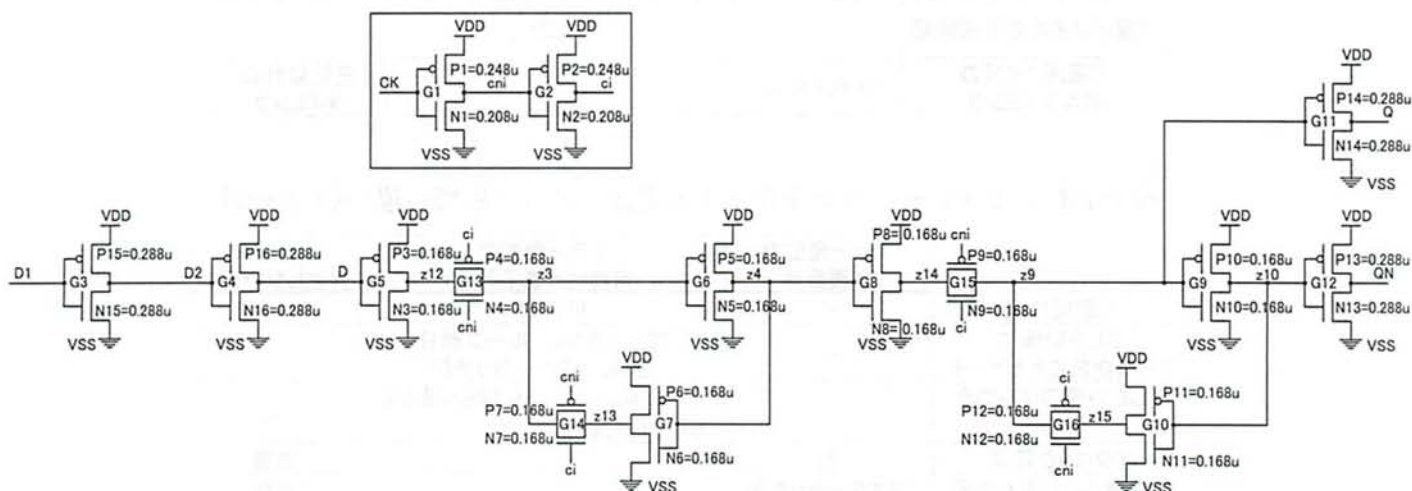 VDD
VDD
P1=0.248u
P2=0.248u
CK
G1
cni
G2
ci
N1=0.208u
N2=0.208u
VSS
VSS
VDD
P14=0.288u
G11
Q
N14=0.288u
VSS
VDD
VDD
VDD
VDD
VDD
VDD
VDD
P15=0.288u
P16=0.288u
P3=0.168u
ci
P4=0.168u
P5=0.168u
P8=0.168u
cni
P9=0.168u
P10=0.168u
P13=0.288u
D1
G3
D2
G4
D
G5
z12
G13
z3
G6
z4
G8
z14
G15
z9
G9
z10
G12
QN
N15=0.288u
N16=0.288u
N3=0.168u
N4=0.168u
cni
N5=0.168u
N8=0.168u
N9=0.168u
ci
N10=0.168u
N13=0.288u
VSS
VSS
VSS
VSS
VSS
VSS
VSS
VDD
VDD
cni
P7=0.168u
P6=0.168u
G14
z13
G7
N7=0.168u
N6=0.168u
ci
VSS
ci
P12=0.168u
P11=0.168u
G16
z15
G10
N12=0.168u
N11=0.168u
cni
VSS